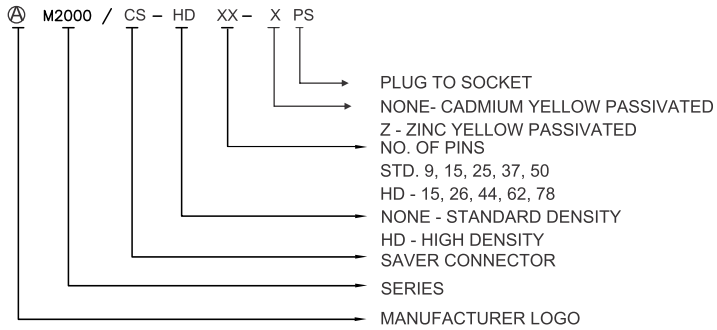 Ⓐ M2000 / CS - HD XX - X PS
PLUG TO SOCKET
NONE- CADMIUM YELLOW PASSIVATED
Z - ZINC YELLOW PASSIVATED
NO. OF PINS
STD. 9, 15, 25, 37, 50
HD - 15, 26, 44, 62, 78
NONE - STANDARD DENSITY
HD - HIGH DENSITY
SAVER CONNECTOR
SERIES
MANUFACTURER LOGO